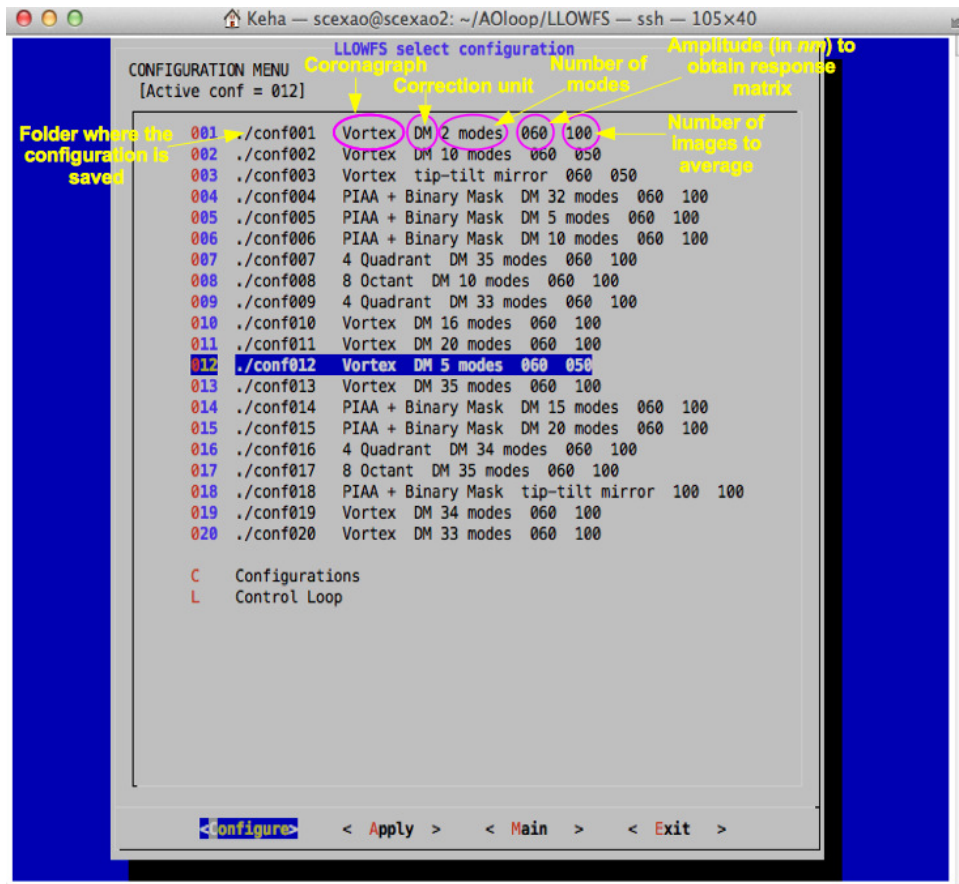 Keha — scexao@scexao2: ~/AOloop/LLOWFS — ssh — 105×40
LLOWFS select configuration
CONFIGURATION MENU
[Active conf = 012]
Coronagraph
Correction unit
Number of
modes
Amplitude (in nm) to
obtain response
matrix
Number of
images to
average
Folder where the
configuration is
saved
001 ./conf001 Vortex DM 2 modes 060 100
002 ./conf002 Vortex DM 10 modes 060 050
003 ./conf003 Vortex tip-tilt mirror 060 050
004 ./conf004 PIAA + Binary Mask DM 32 modes 060 100
005 ./conf005 PIAA + Binary Mask DM 5 modes 060 100
006 ./conf006 PIAA + Binary Mask DM 10 modes 060 100
007 ./conf007 4 Quadrant DM 35 modes 060 100
008 ./conf008 8 Octant DM 10 modes 060 100
009 ./conf009 4 Quadrant DM 33 modes 060 100
010 ./conf010 Vortex DM 16 modes 060 100
011 ./conf011 Vortex DM 20 modes 060 100
012 ./conf012 Vortex DM 5 modes 060 050
013 ./conf013 Vortex DM 35 modes 060 100
014 ./conf014 PIAA + Binary Mask DM 15 modes 060 100
015 ./conf015 PIAA + Binary Mask DM 20 modes 060 100
016 ./conf016 4 Quadrant DM 34 modes 060 100
017 ./conf017 8 Octant DM 35 modes 060 100
018 ./conf018 PIAA + Binary Mask tip-tilt mirror 100 100
019 ./conf019 Vortex DM 34 modes 060 100
020 ./conf020 Vortex DM 33 modes 060 100
C Configurations
L Control Loop
<Configure> < Apply > < Main > < Exit >